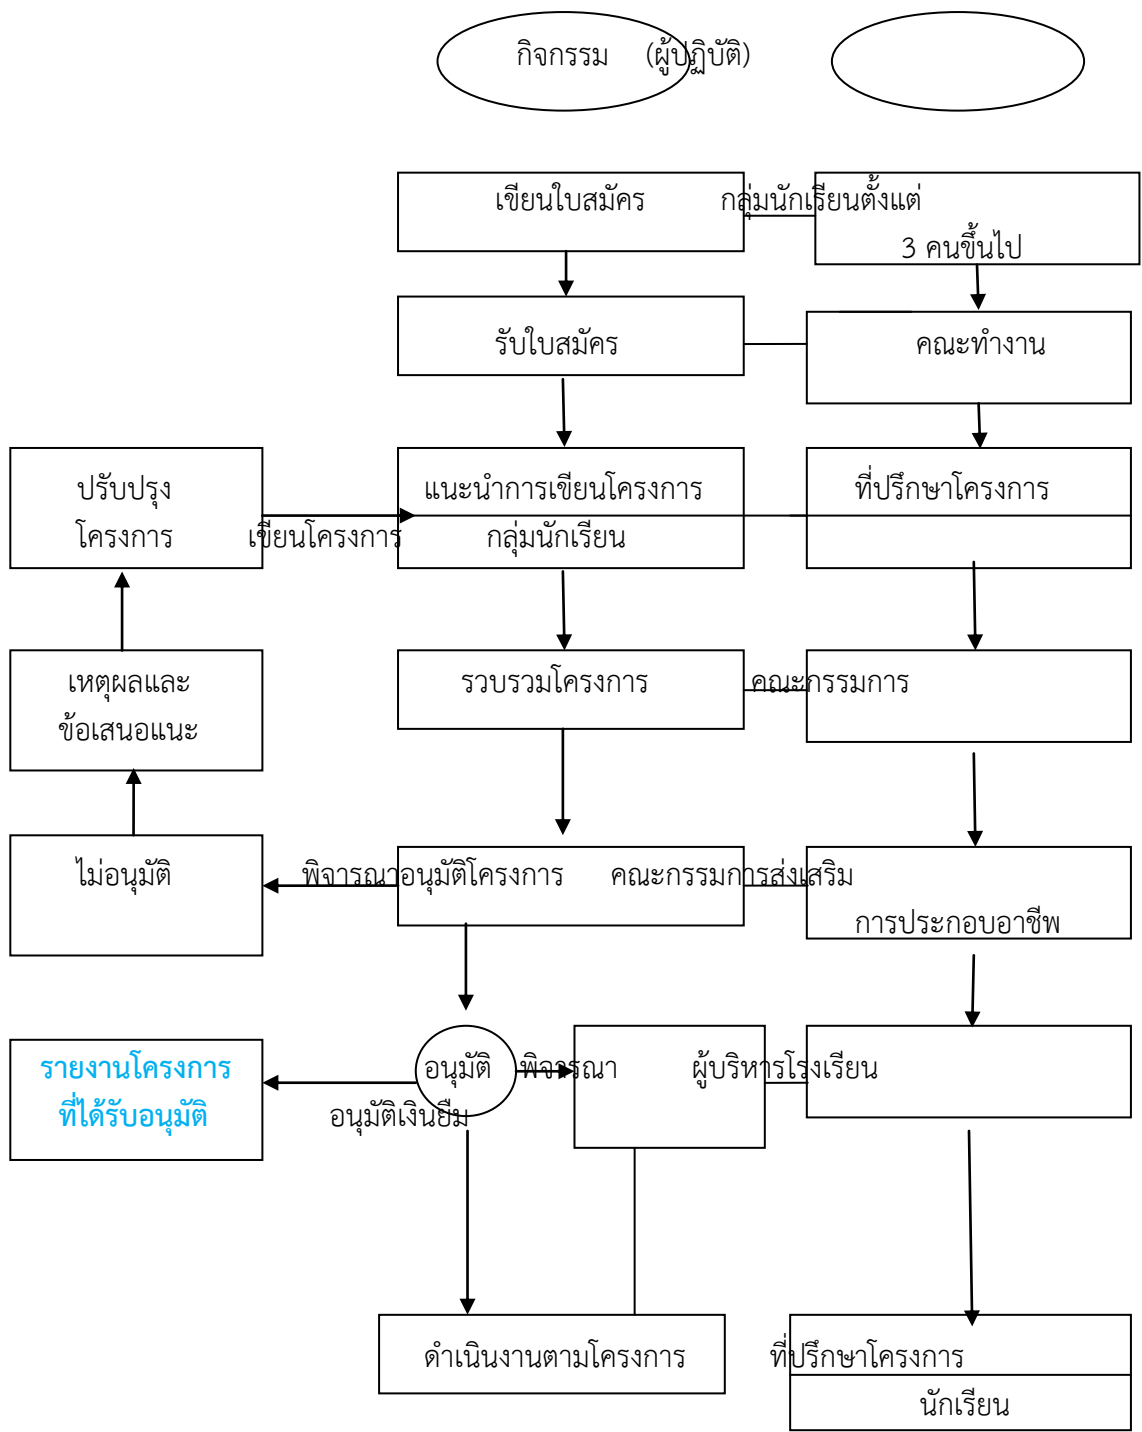 กิจกรรม (ผู้ปฏิบัติ)
เขียนใบสมัคร กลุ่มนักเรียนตั้งแต่
3 คนขึ้นไป
รับใบสมัคร คณะทำงาน
ปรับปรุง แนะนำการเขียนโครงการ ที่ปรึกษาโครงการ
โครงการ เขียนโครงการ กลุ่มนักเรียน
เหตุผลและ รวบรวมโครงการ คณะกรรมการ
ข้อเสนอแนะ
ไม่อนุมัติ พิจารณาอนุมัติโครงการ คณะกรรมการส่งเสริม
การประกอบอาชีพ
รายงานโครงการ อนุมัติ พิจารณา ผู้บริหารโรงเรียน
ที่ได้รับอนุมัติ อนุมัติเงินยืม
ดำเนินงานตามโครงการ ที่ปรึกษาโครงการ
นักเรียน